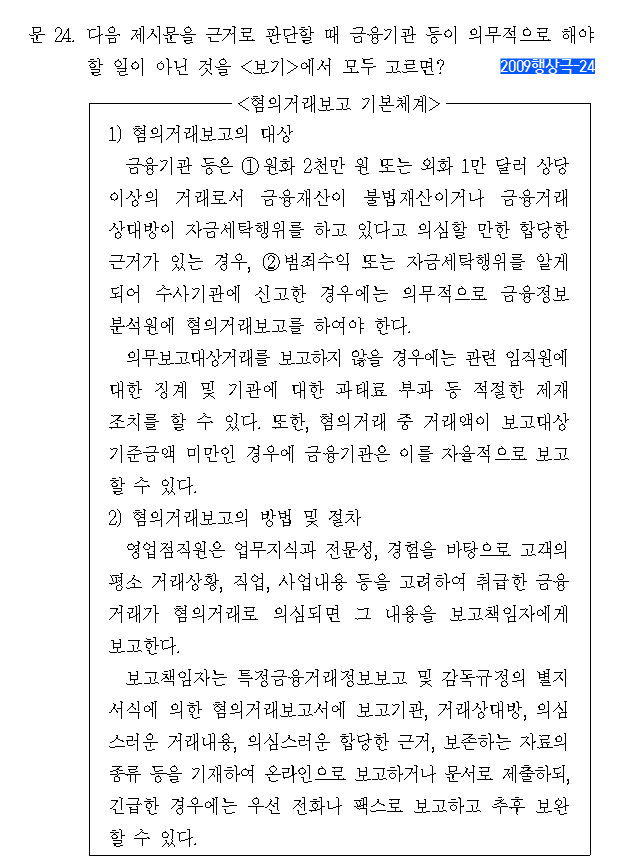 문 24. 다음 제시문을 근거로 판단할 때 금융기관 등이 의무적으로 해야
할 일이 아닌 것을 <보기>에서 모두 고르면? 2009행상극-24
<혐의거래보고 기본체계>
1) 혐의거래보고의 대상
금융기관 등은 ①원화 2천만 원 또는 외화 1만 달러 상당
이상의 거래로서 금융재산이 불법재산이거나 금융거래
상대방이 자금세탁행위를 하고 있다고 의심할 만한 합당한
근거가 있는 경우, ②범죄수익 또는 자금세탁행위를 알게
되어 수사기관에 신고한 경우에는 의무적으로 금융정보
분석원에 혐의거래보고를 하여야 한다.
의무보고대상거래를 보고하지 않을 경우에는 관련 임직원에
대한 징계 및 기관에 대한 과태료 부과 등 적절한 제재
조치를 할 수 있다. 또한, 혐의거래 중 거래액이 보고대상
기준금액 미만인 경우에 금융기관은 이를 자율적으로 보고
할 수 있다.
2) 혐의거래보고의 방법 및 절차
영업점직원은 업무지식과 전문성, 경험을 바탕으로 고객의
평소 거래상황, 직업, 사업내용 등을 고려하여 취급한 금융
거래가 혐의거래로 의심되면 그 내용을 보고책임자에게
보고한다.
보고책임자는 특정금융거래정보보고 및 감독규정의 별지
서식에 의한 혐의거래보고서에 보고기관, 거래상대방, 의심
스러운 거래내용, 의심스러운 합당한 근거, 보존하는 자료의
종류 등을 기재하여 온라인으로 보고하거나 문서로 제출하되,
긴급한 경우에는 우선 전화나 팩스로 보고하고 추후 보완
할 수 있다.